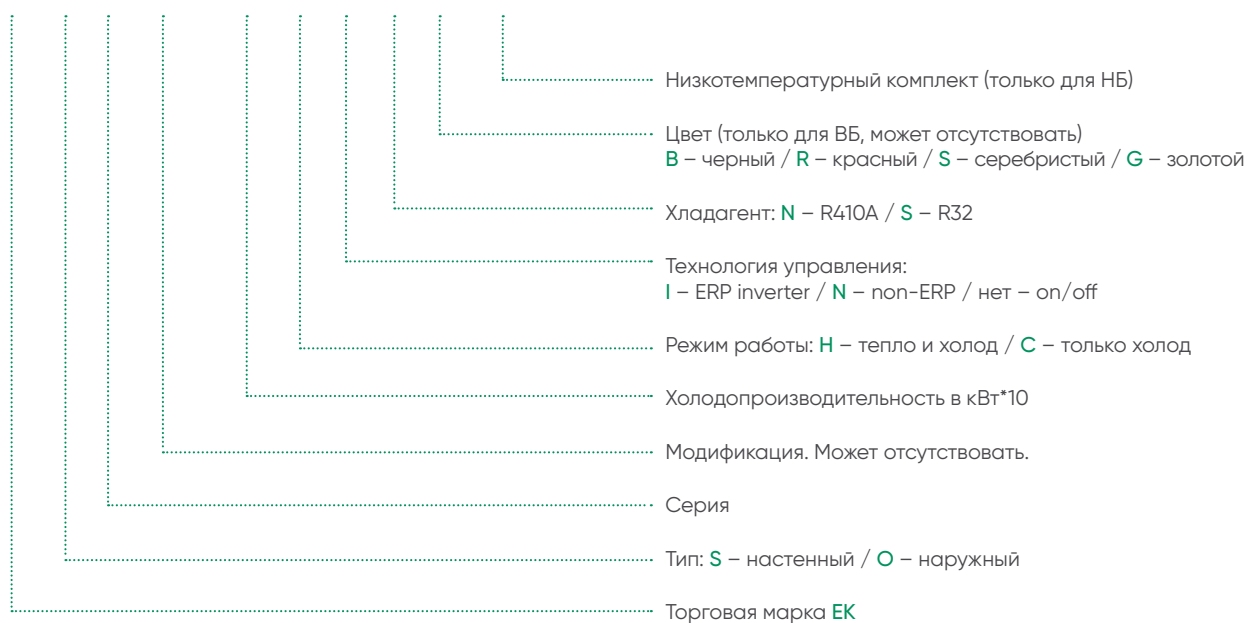 Низкотемпературный комплект (только для НБ)
Цвет (только для ВБ, может отсутствовать)
B – черный / R – красный / S – серебристый / G – золотой
Хладагент: N – R410A / S – R32
Технология управления:
I – ERP inverter / N – non-ERP / нет – on/off
Режим работы: H – тепло и холод / C – только холод
Холодопроизводительность в кВт*10
Модификация. Может отсутствовать.
Серия
Тип: S – настенный / O – наружный
Торговая марка EK